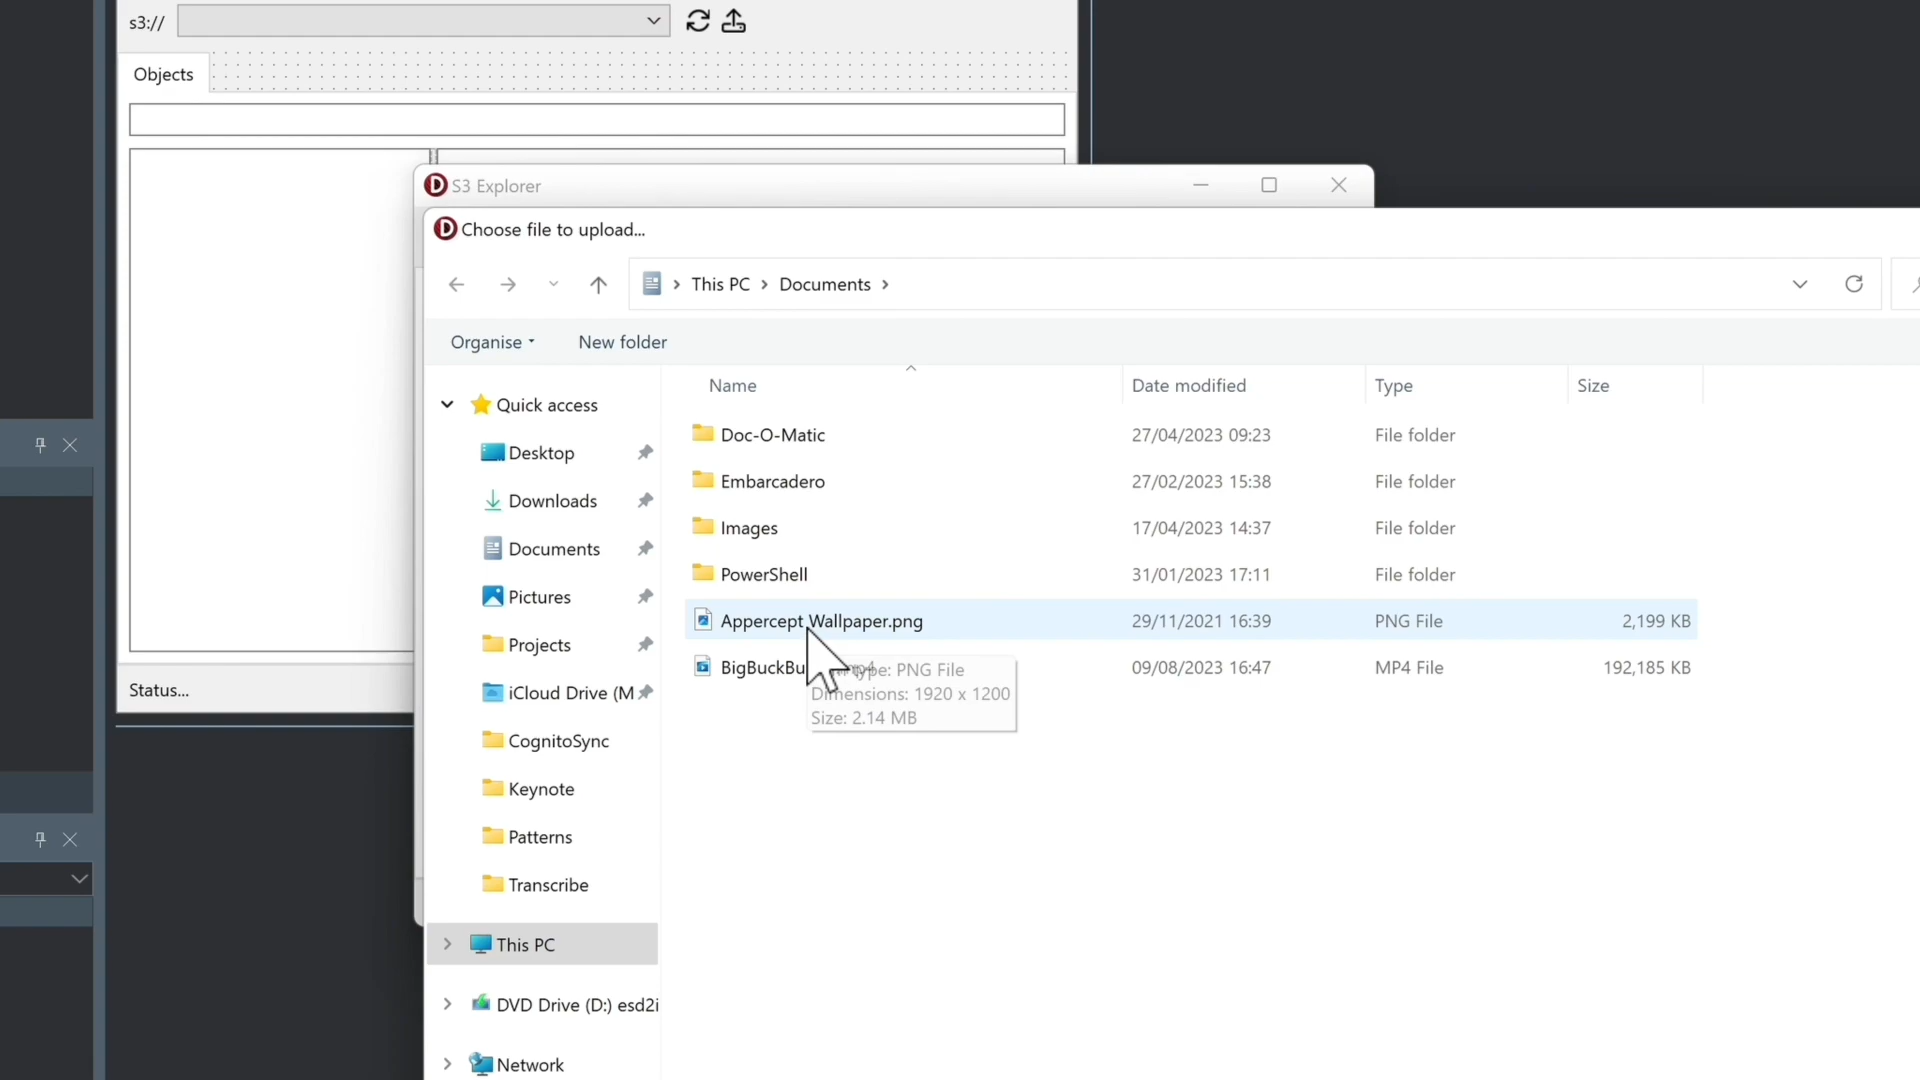 s3://
Objects
S3 Explorer
Choose file to upload...
This PC Documents
Organise New folder
Name Date modified Type Size
Quick access
Desktop
Downloads
Documents
Pictures
Projects
iCloud Drive (M
CognitoSync
Keynote
Patterns
Transcribe
This PC
DVD Drive (D:) esd2i
Network
Doc-O-Matic 27/04/2023 09:23 File folder
Embarcadero 27/02/2023 15:38 File folder
Images 17/04/2023 14:37 File folder
PowerShell 31/01/2023 17:11 File folder
Appercept Wallpaper.png 29/11/2021 16:39 PNG File 2,199 KB
BigBuckBu 09/08/2023 16:47 MP4 File 192,185 KB
type: PNG File
Dimensions: 1920 x 1200
Size: 2.14 MB
Status...